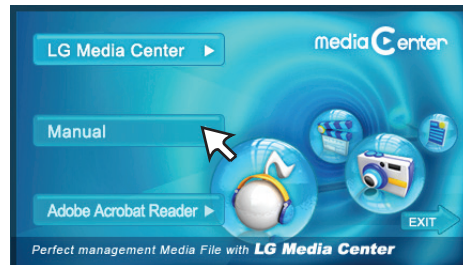 LG Media Center
media Center
Manual
Adobe Acrobat Reader
EXIT
Perfect management Media File with LG Media Center